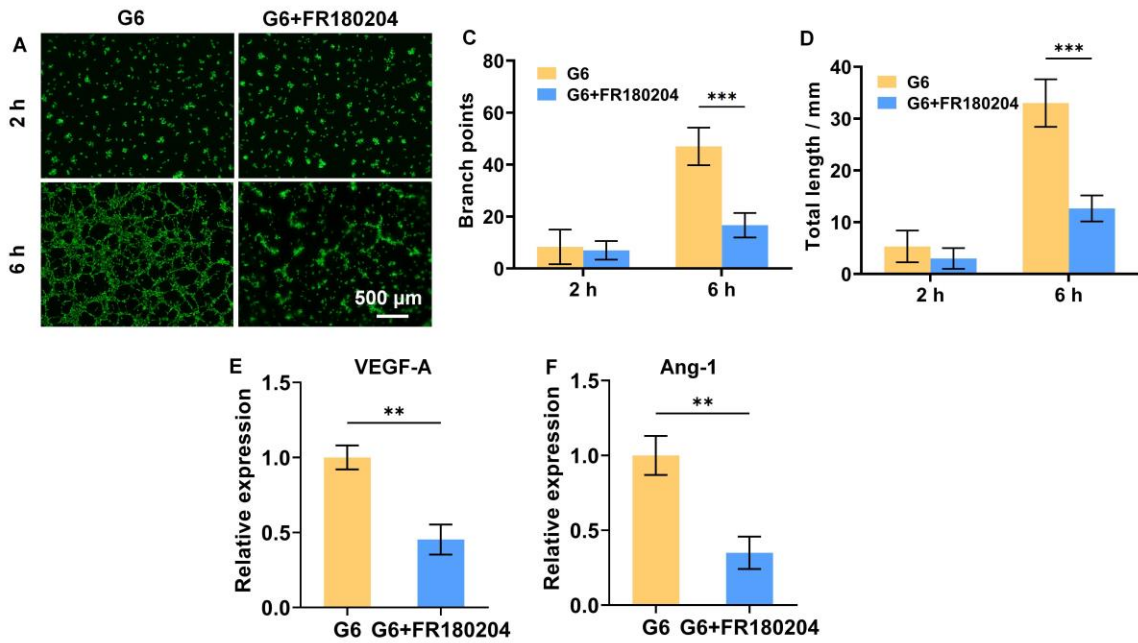 G6
G6+FR180204
A
2 h
6 h
500 µm
C
80
60
40
20
0
Branch points
G6
G6+FR180204
***
2 h
6 h
D
40
30
20
10
0
Total length / mm
G6
G6+FR180204
***
2 h
6 h
E
VEGF-A
1.5
1.0
0.5
0.0
Relative expression
**
G6 G6+FR180204
F
Ang-1
1.5
1.0
0.5
0.0
Relative expression
**
G6 G6+FR180204